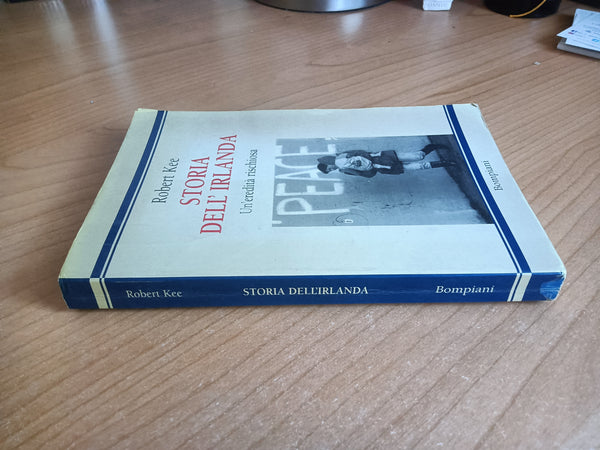 Robert Kee
STORIA
DELL'IRLANDA
Un'eredità rischiosa
PEACE
Bompiani
Robert Kee STORIA DELL'IRLANDA Bompiani